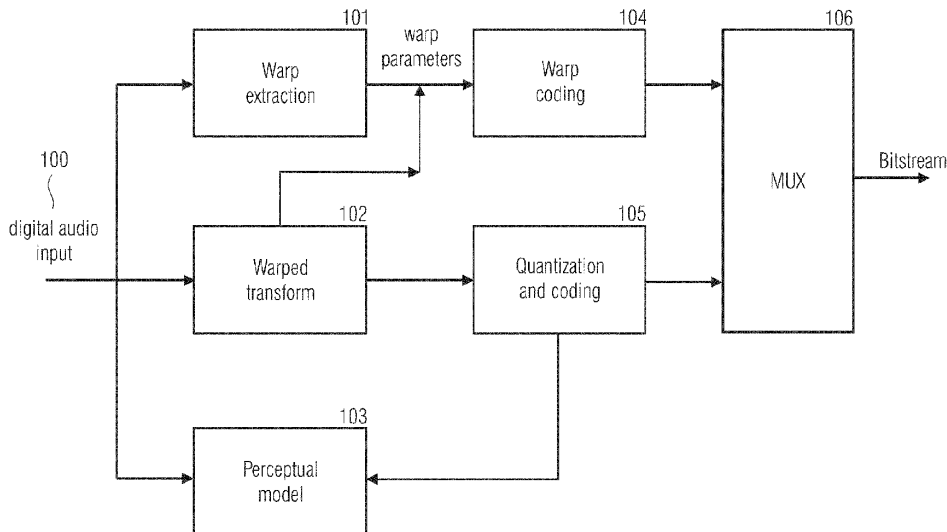 101
Warp
extraction
warp
parameters
104
Warp
coding
106
MUX
Bitstream
100
digital audio
input
102
Warped
transform
105
Quantization
and coding
103
Perceptual
model